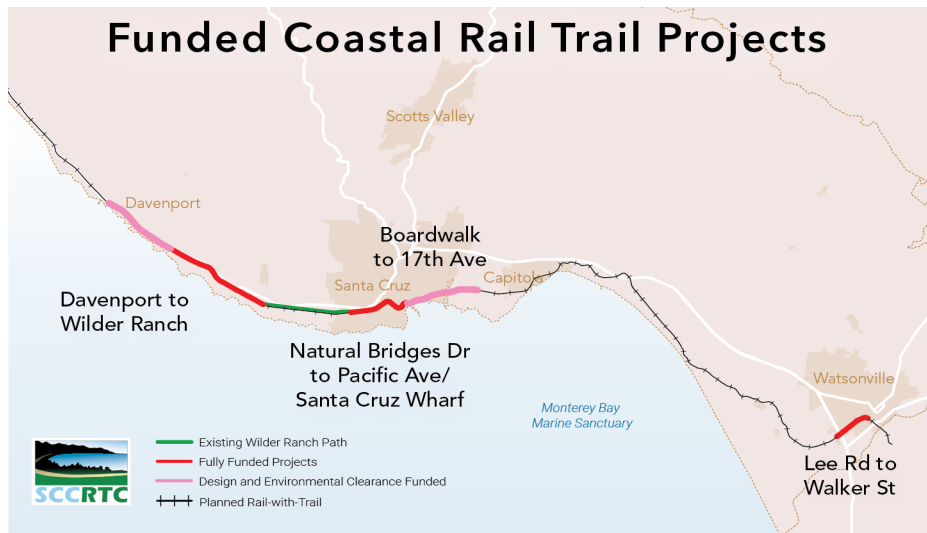 Funded Coastal Rail Trail Projects
Scotts Valley
Davenport
Boardwalk
to 17th Ave
Santa Cruz
Capitola
Davenport to
Wilder Ranch
Natural Bridges Dr
to Pacific Ave/
Santa Cruz Wharf
Watsonville
Monterey Bay
Marine Sanctuary
Lee Rd to
Walker St
SCCRTC
Existing Wilder Ranch Path
Fully Funded Projects
Design and Environmental Clearance Funded
Planned Rail-with-Trail